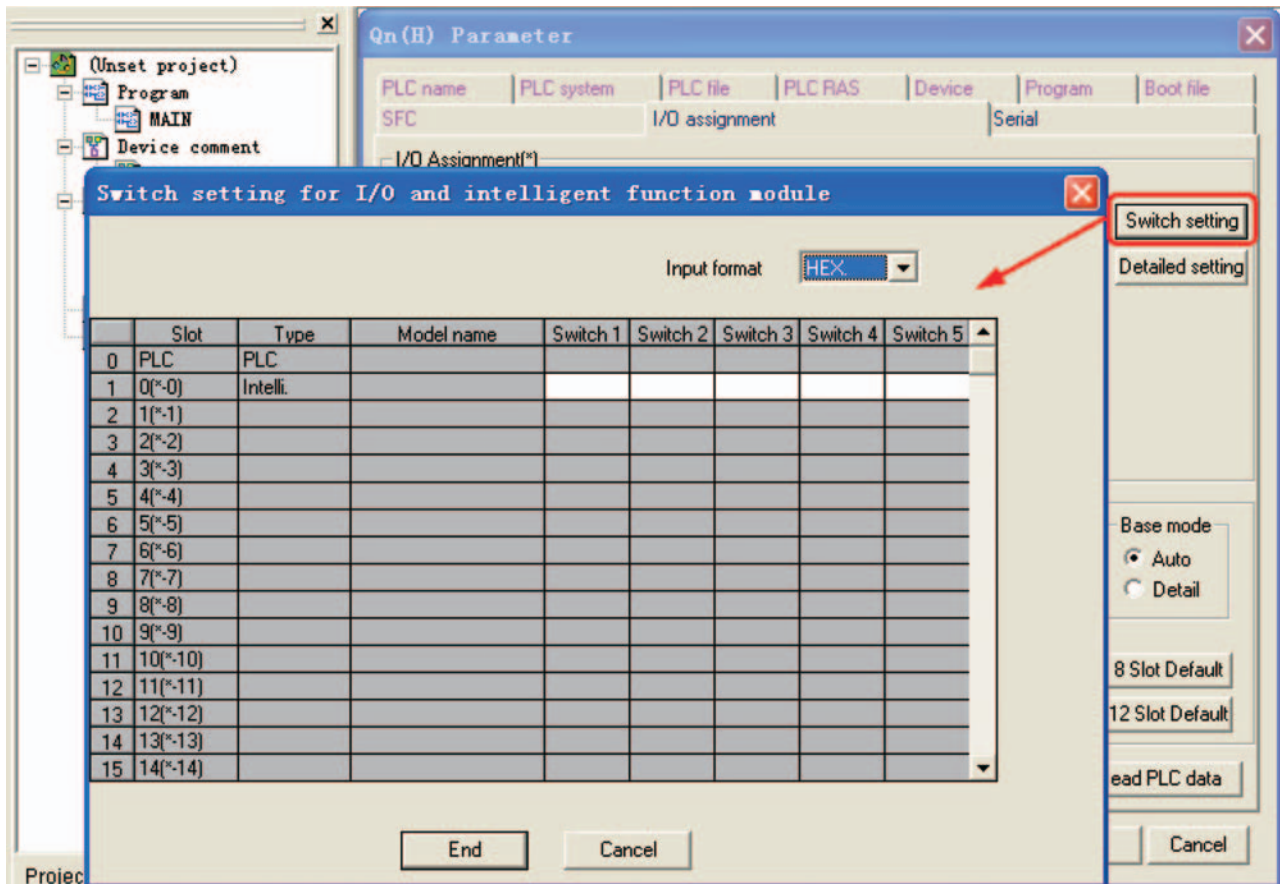 Qn(H) Parameter
(Unset project)
Program
MAIN
Device comment
PLC name PLC system PLC file PLC RAS Device Program Boot file
SFC I/O assignment Serial
I/O Assignment(*)
Switch setting for I/O and intelligent function module
Switch setting
Detailed setting
Input format HEX.
Slot Type Model name Switch 1 Switch 2 Switch 3 Switch 4 Switch 5
0 PLC PLC
1 0(*-0) Intelli.
2 1(*-1)
3 2(*-2)
4 3(*-3)
5 4(*-4)
6 5(*-5)
7 6(*-6)
8 7(*-7)
9 8(*-8)
10 9(*-9)
11 10(*-10)
12 11(*-11)
13 12(*-12)
14 13(*-13)
15 14(*-14)
Base mode
Auto
Detail
8 Slot Default
12 Slot Default
ead PLC data
End Cancel
Cancel
Projec